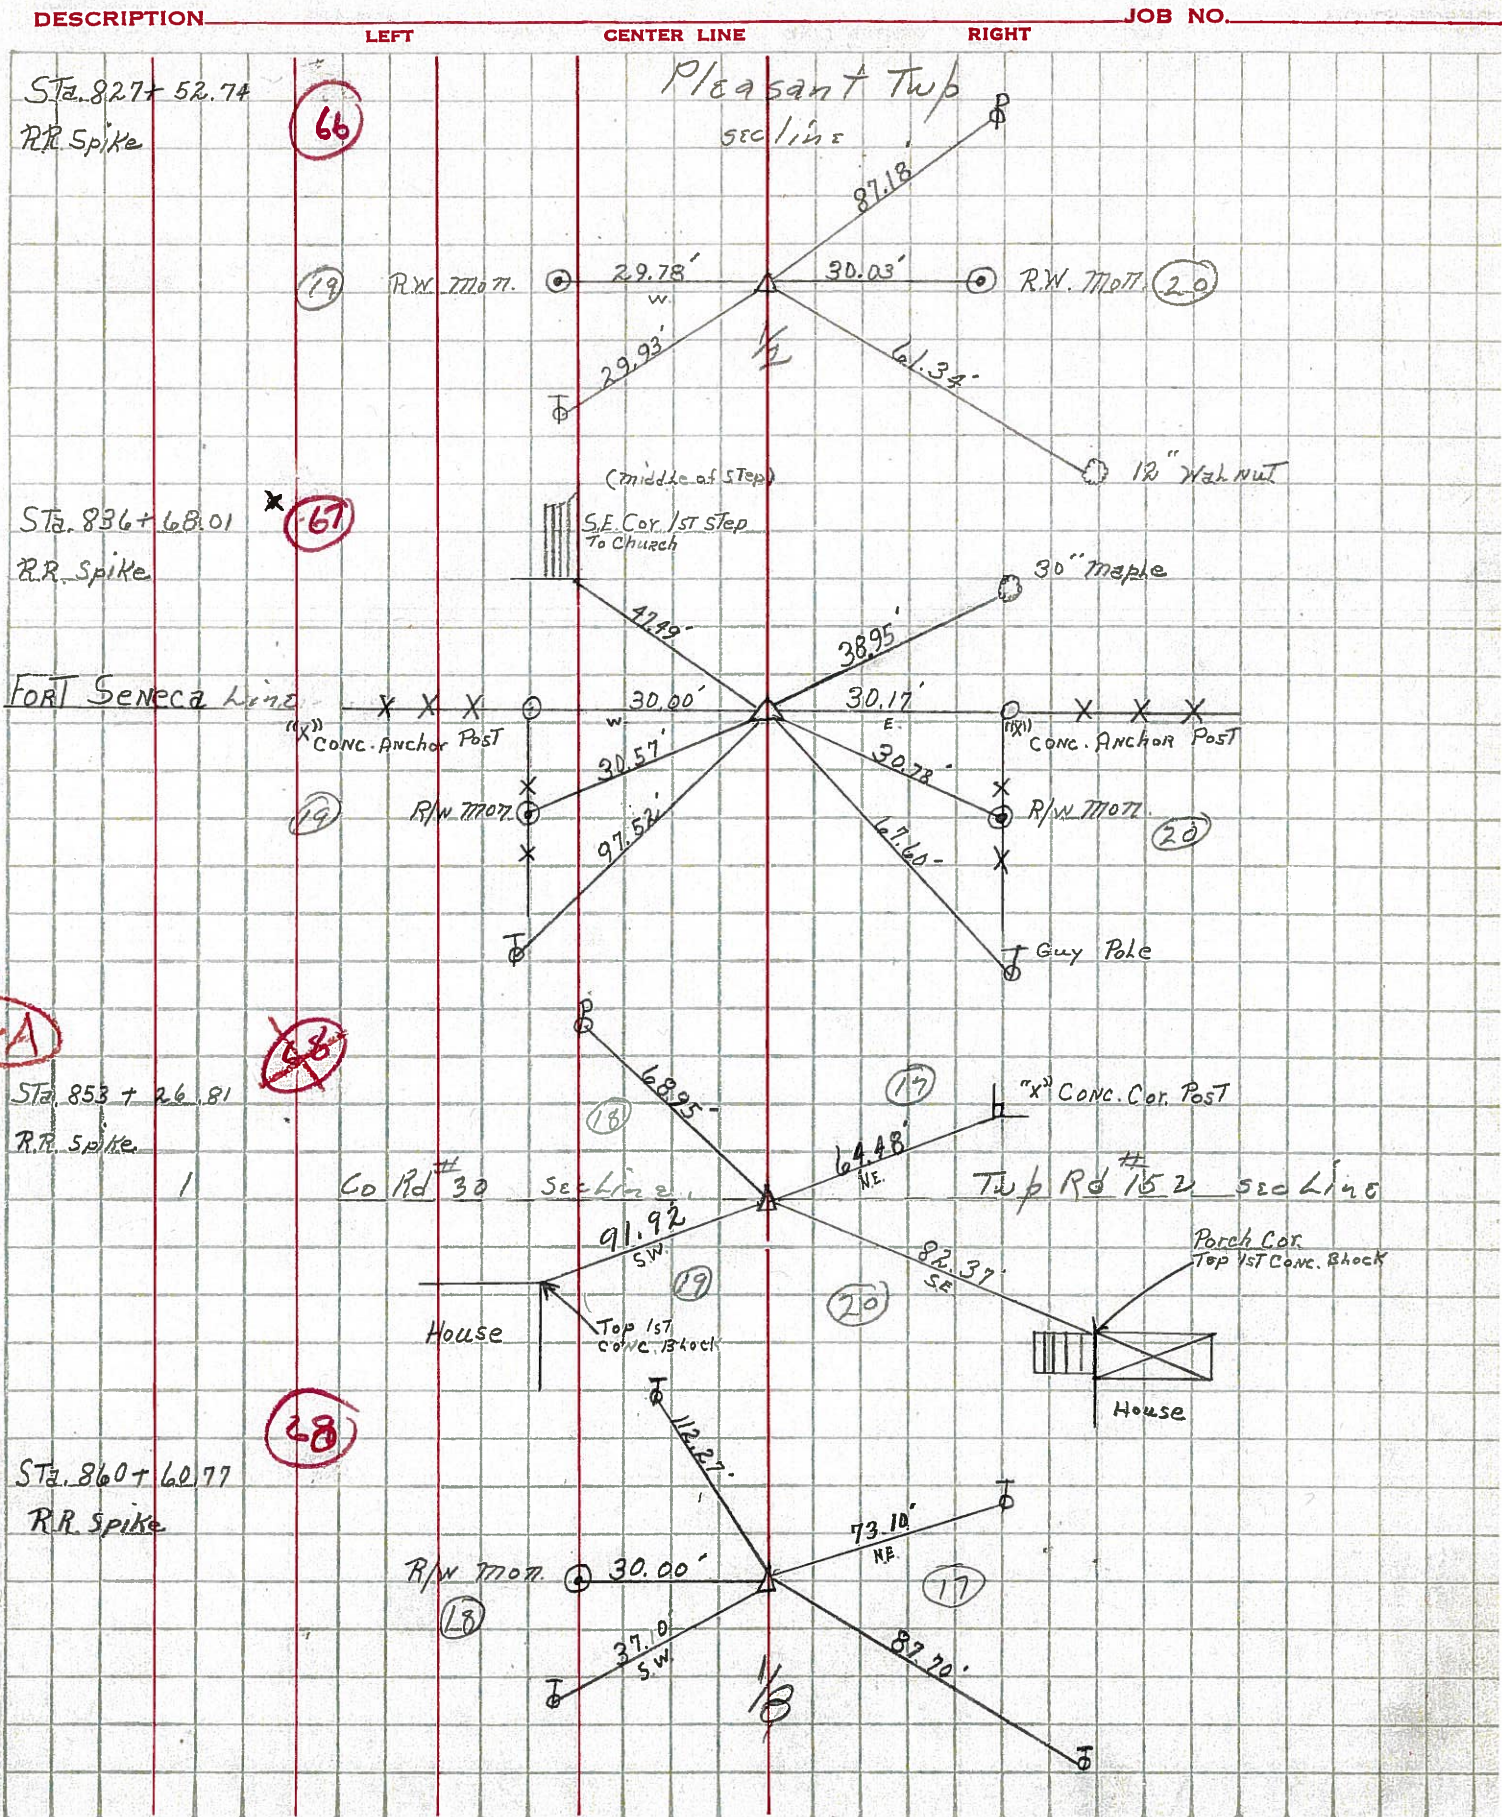 DESCRIPTION JOB NO.
LEFT CENTER LINE RIGHT
Pleasant Twp
sec line
Sta. 827+ 52.74
RR. Spike
66
P
87.18'
19 R.W. Mon. 29.78' W. 30.03' R.W. Mon. 20
29.93'
1/2
61.34'
T
12" Walnut
(middle of Step)
S.E. Cor. 1st Step
To Church
X 67
Sta. 836+ 68.01
R.R. Spike
30" Maple
47.49'
38.95'
Fort Seneca Line X X X 30.00' W 30.17' E. X X X
"X" Conc. Anchor Post
"X" Conc. Anchor Post
30.57'
30.78'
X X
19 R/W Mon. R/W Mon. 20
X X
97.52'
67.60'
T
T Guy Pole
A
P
68
Sta. 853 + 26.81
R.R. Spike
68.95'
18
17
"X" Conc. Cor. Post
64.48'
N.E.
1 Co Rd #30 Sec Line Twp Rd #152 sec Line
91.92
S.W.
82.37'
S.E
Porch Cor.
Top 1st Conc. Block
19
20
House
Top 1st
Conc. Block
House
T
112.27'
Sta. 860+ 60.77
R.R. Spike
T
73.10'
N.E.
R/W Mon. 30.00'
18
17
37.10'
S.W.
87.70'
T
T